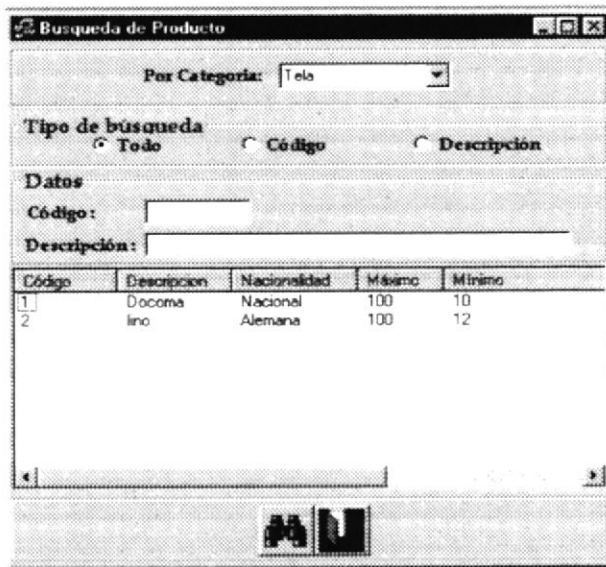 Busqueda de Producto
Por Categoria: Tela
Tipo de búsqueda
Todo Código Descripción
Datos
Código:
Descripción:
Código Descripcion Nacionalidad Máximo Mínimo
1 Docoma Nacional 100 10
2 lino Alemana 100 12